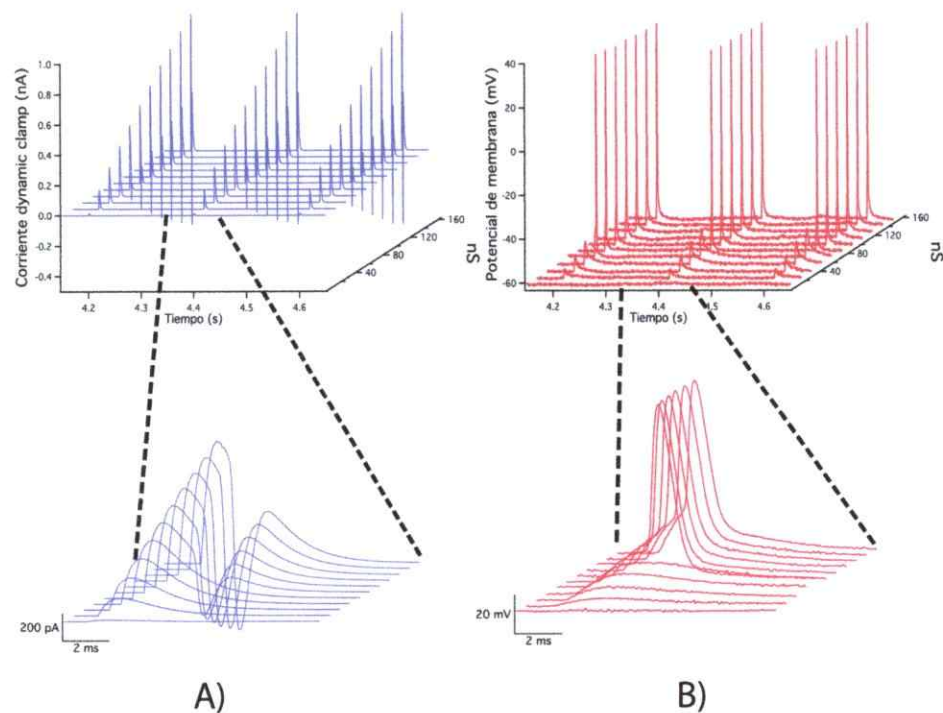 Corriente dynamic clamp (nA)
1.0
0.8
0.6
0.4
0.2
0.0
-0.2
-0.4
4.2
4.3
4.4
4.5
4.6
Tiempo (s)
40
80
120
160
nS
Potencial de membrana (mV)
40
20
0
-20
-40
-60
4.2
4.3
4.4
4.5
4.6
Tiempo (s)
40
80
120
160
nS
200 pA
2 ms
20 mV
2 ms
A)
B)